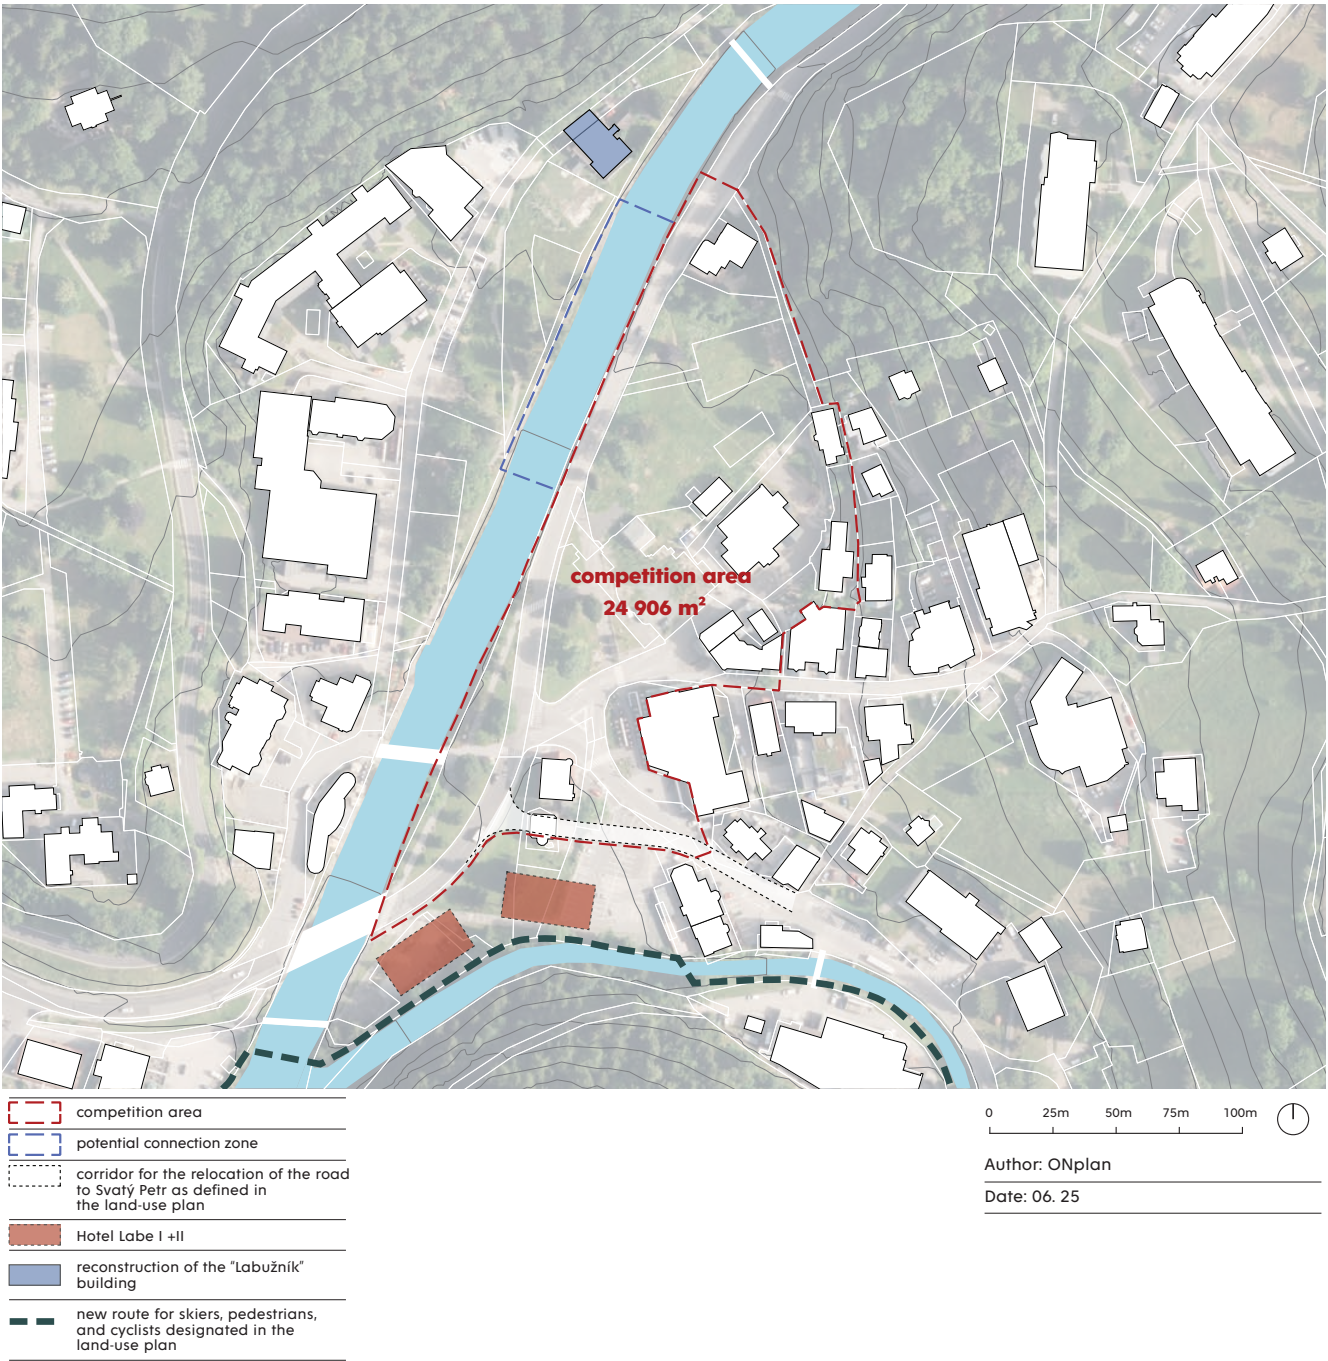 competition area
24 906 m²
competition area
potential connection zone
corridor for the relocation of the road
to Svatý Petr as defined in
the land-use plan
Hotel Labe I +II
reconstruction of the “Labužník”
building
new route for skiers, pedestrians,
and cyclists designated in the
land-use plan
0 25m 50m 75m 100m
Author: ONplan
Date: 06. 25